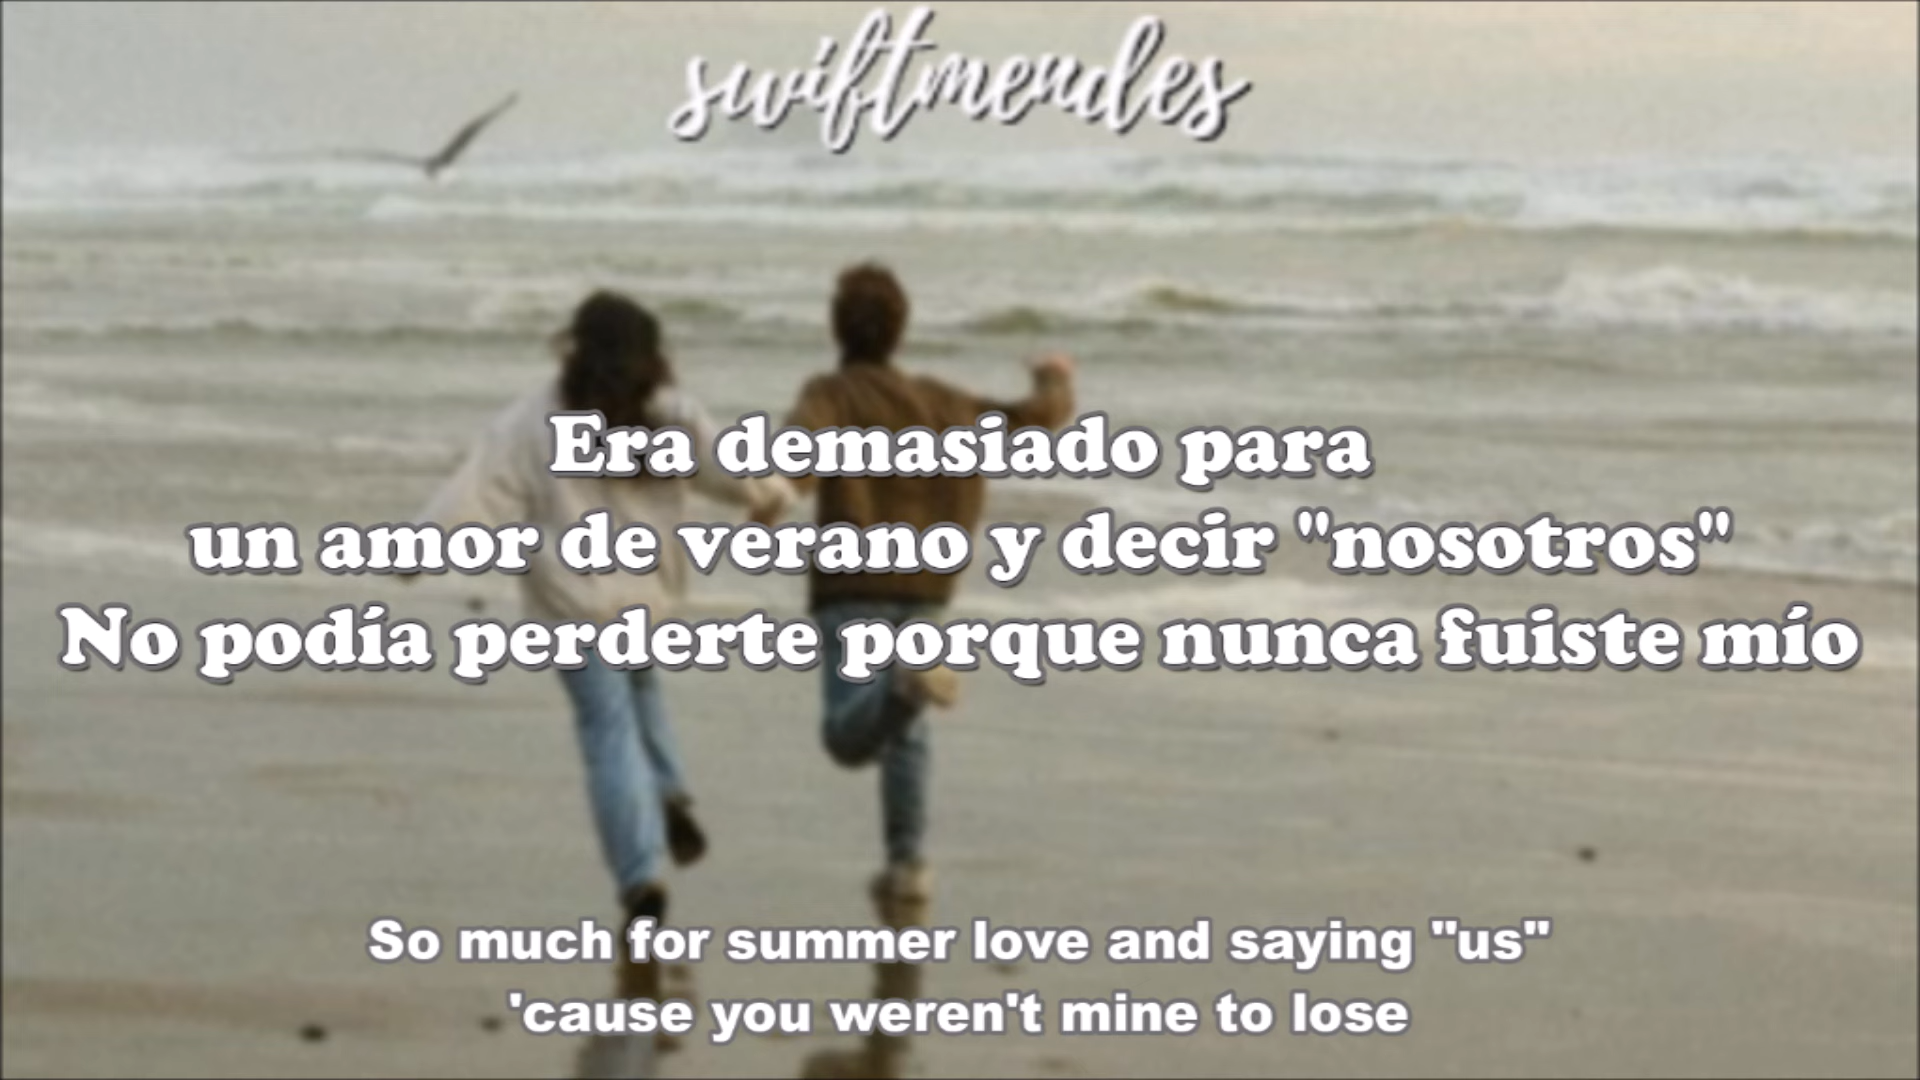 swiftmendes
Era demasiado para
un amor de verano y decir "nosotros"
No podía perderte porque nunca fuiste mío
So much for summer love and saying "us"
'cause you weren't mine to lose